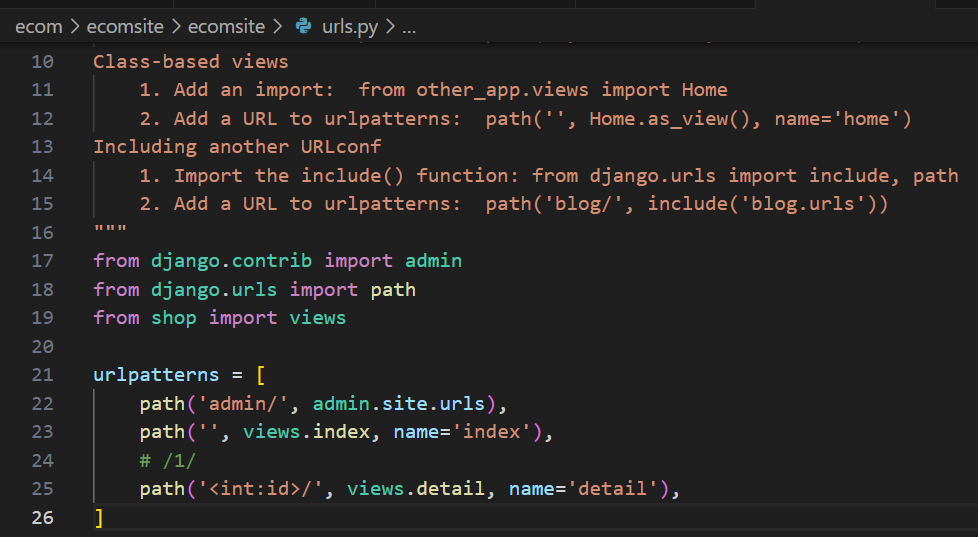 ecom > ecomsite > ecomsite > urls.py > ...
10 Class-based views
11     1. Add an import:  from other_app.views import Home
12     2. Add a URL to urlpatterns:  path('', Home.as_view(), name='home')
13 Including another URLconf
14     1. Import the include() function: from django.urls import include, path
15     2. Add a URL to urlpatterns:  path('blog/', include('blog.urls'))
16 """
17 from django.contrib import admin
18 from django.urls import path
19 from shop import views
20
21 urlpatterns = [
22     path('admin/', admin.site.urls),
23     path('', views.index, name='index'),
24     # /1/
25     path('<int:id>/', views.detail, name='detail'),
26 ]